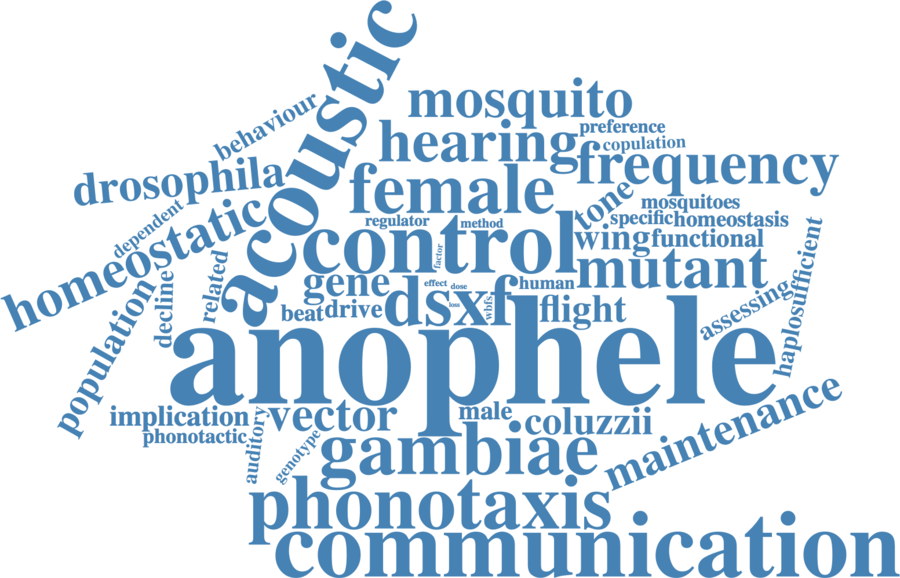 acoustic
mosquito
behaviour
hearing
preference
copulation
frequency
drosophila
female
tone
mosquitoes
homeostatic
dependent
regulator
method
specific
homeostasis
control
factor
wing
functional
mutant
haplosufficient
population
decline
related
gene
effect
dose
human
beat
drive
dsxf
loss
wbfs
flight
assessing
anophele
implication
vector
male
coluzzii
maintenance
phonotactic
auditory
genotype
gambiae
phonotaxis
communication